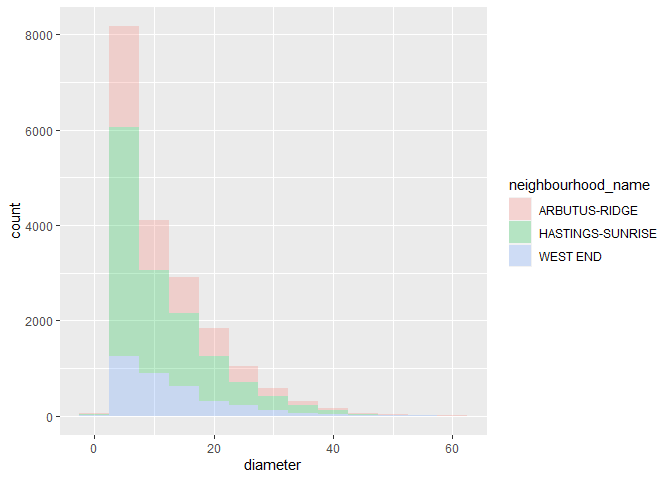 8000
6000
4000
2000
0
count
0 20 40 60
diameter
neighbourhood_name
ARBUTUS-RIDGE
HASTINGS-SUNRISE
WEST END